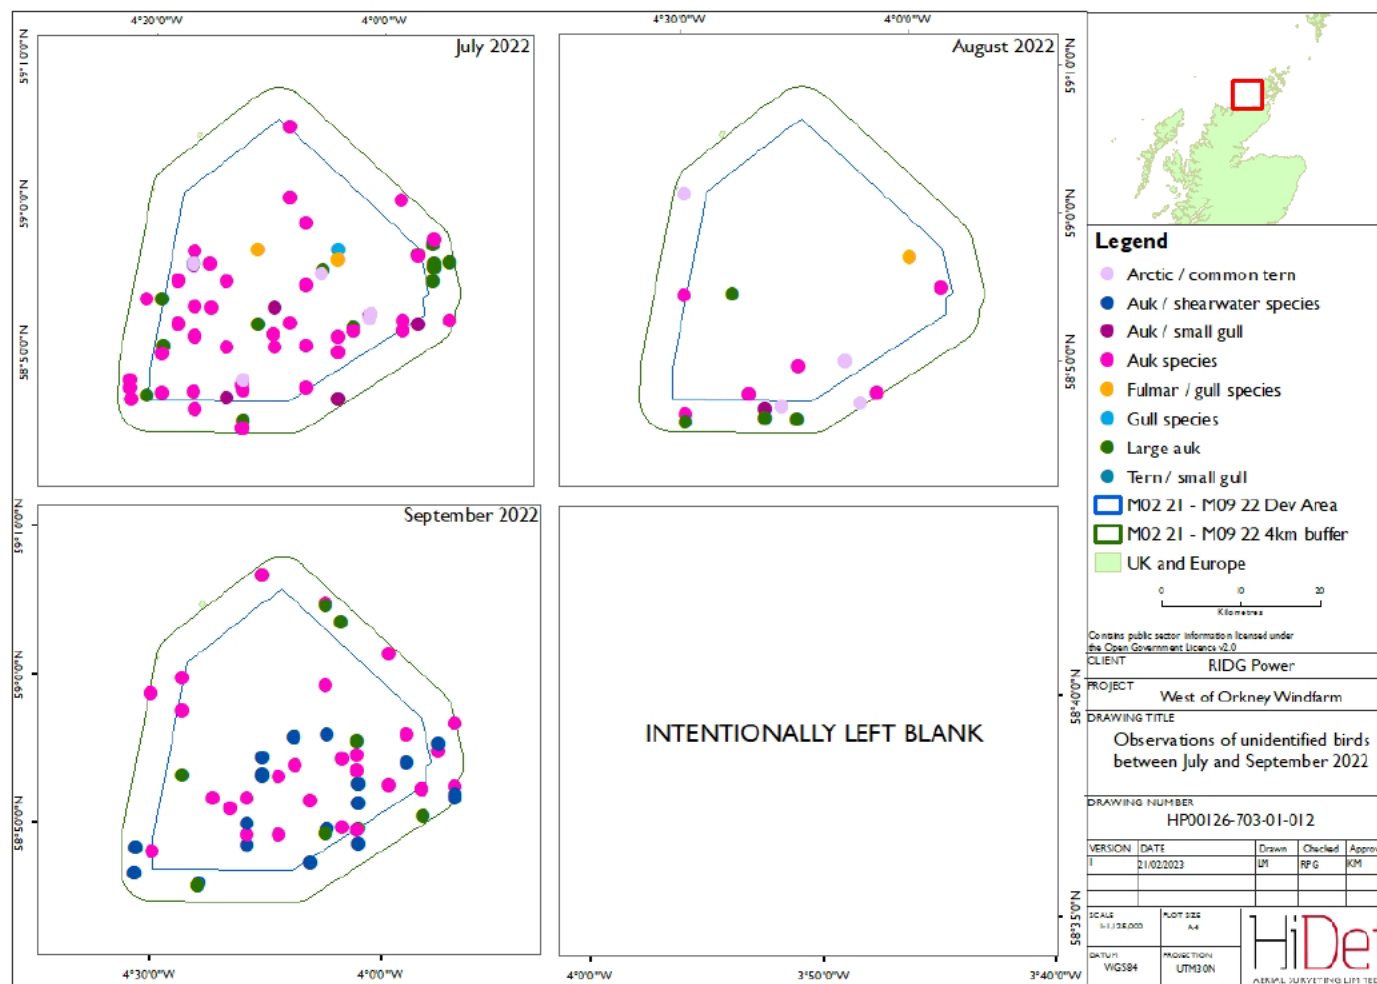 4°30'0"W
4°0'0"W
4°30'0"W
4°0'0"W
July 2022
August 2022
59°10'0"N
59°0'0"N
58°50'0"N
59°10'0"N
59°0'0"N
58°50'0"N
Legend
Arctic / common tern
Auk / shearwater species
Auk / small gull
Auk species
Fulmar / gull species
Gull species
Large auk
Tern / small gull
M02 21 - M09 22 Dev Area
M02 21 - M09 22 4km buffer
UK and Europe
0 10 20
Kilometres
Contains public sector information licensed under
the Open Government Licence v2.0
CLIENT
RIDG Power
PROJECT
West of Orkney Windfarm
DRAWING TITLE
Observations of unidentified birds
between July and September 2022
DRAWING NUMBER
HP00126-703-01-012
VERSION DATE Drawn Checked Approv
1 21/02/2023 LM RPG KM
SCALE
PLOT SIZE
A4
DATUM
WGS84
PROJECTION
UTM30N
HiDef
AERIAL SURVEYING LIMITED
September 2022
59°10'0"N
59°0'0"N
58°50'0"N
INTENTIONALLY LEFT BLANK
58°40'0"N
58°35'0"N
4°30'0"W
4°0'0"W
4°0'0"W
3°50'0"W
3°40'0"W